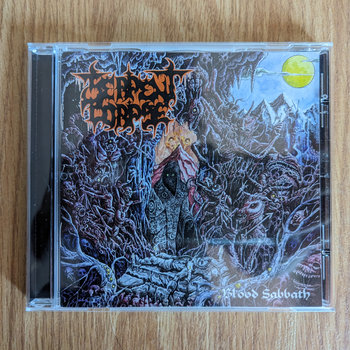 SERPENT
CORPSE
Blood Sabbath